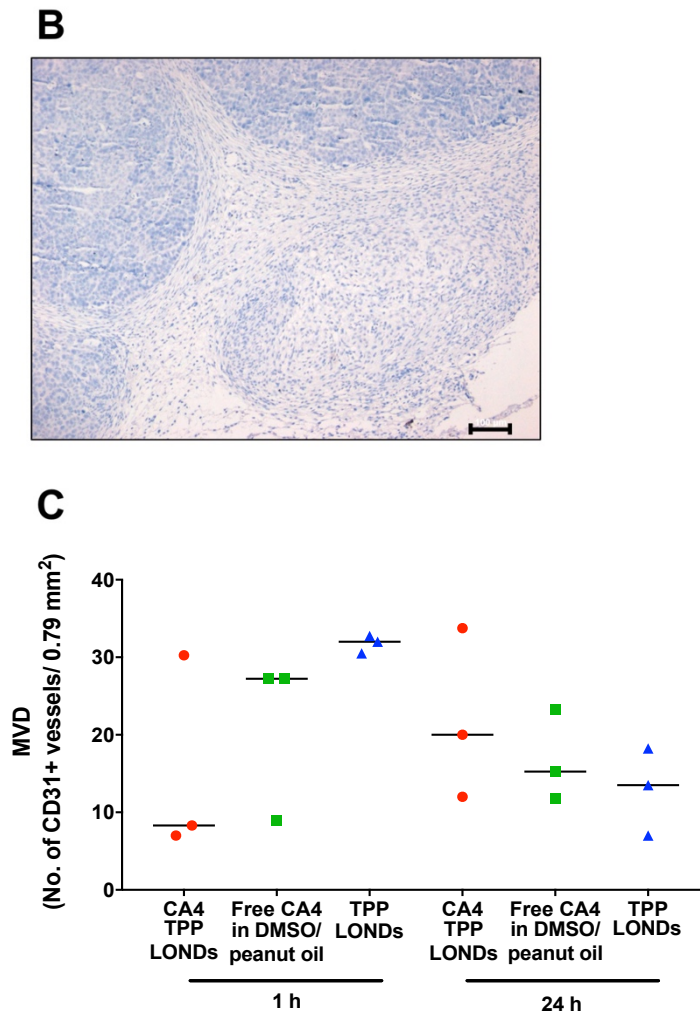 B
C
MVD
(No. of CD31+ vessels/ 0.79 mm²)
40
30
20
10
0
CA4
TPP
LONDs
Free CA4
in DMSO/
peanut oil
TPP
LONDs
CA4
TPP
LONDs
Free CA4
in DMSO/
peanut oil
TPP
LONDs
1 h
24 h